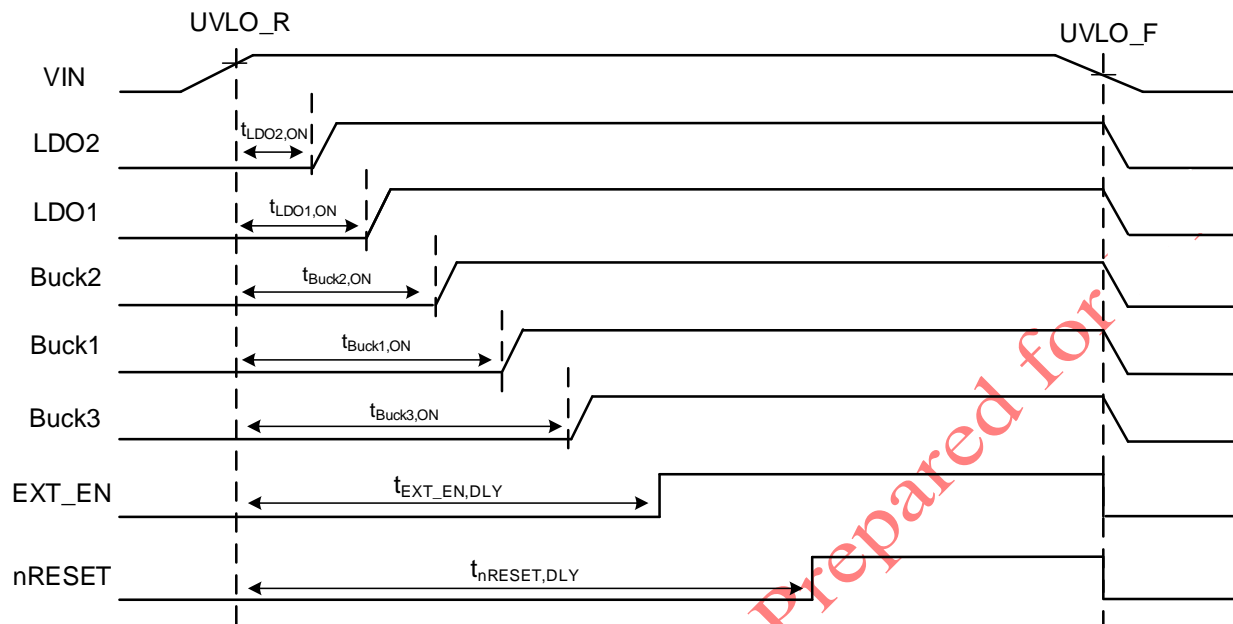 UVLO_R
UVLO_F
VIN
LDO2
tLDO2,ON
LDO1
tLDO1,ON
Buck2
tBuck2,ON
Buck1
tBuck1,ON
Buck3
tBuck3,ON
EXT_EN
tEXT_EN,DLY
nRESET
tnRESET,DLY
Prepared for